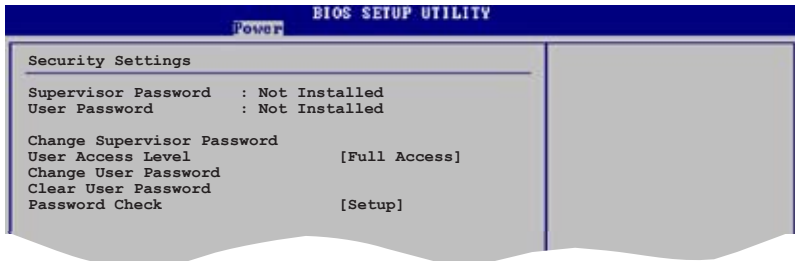 BIOS SETUP UTILITY
Power
Security Settings
Supervisor Password : Not Installed
User Password : Not Installed
Change Supervisor Password
User Access Level [Full Access]
Change User Password
Clear User Password
Password Check [Setup]